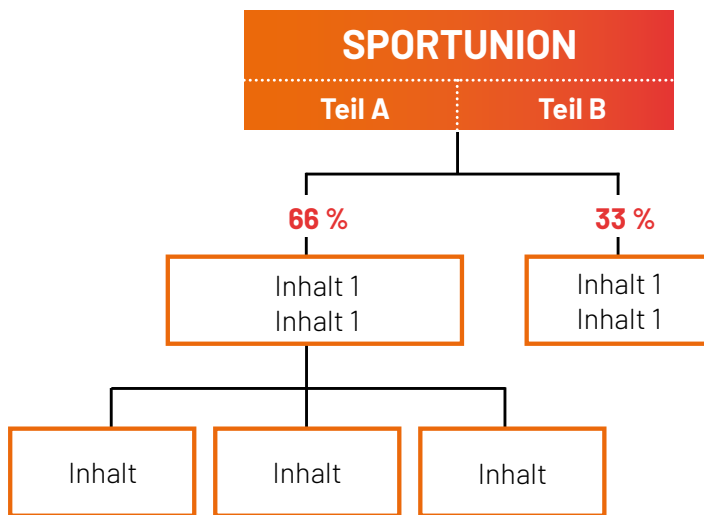 SPORTUNION
Teil A Teil B
66 % 33 %
Inhalt 1
Inhalt 1
Inhalt 1
Inhalt 1
Inhalt Inhalt Inhalt